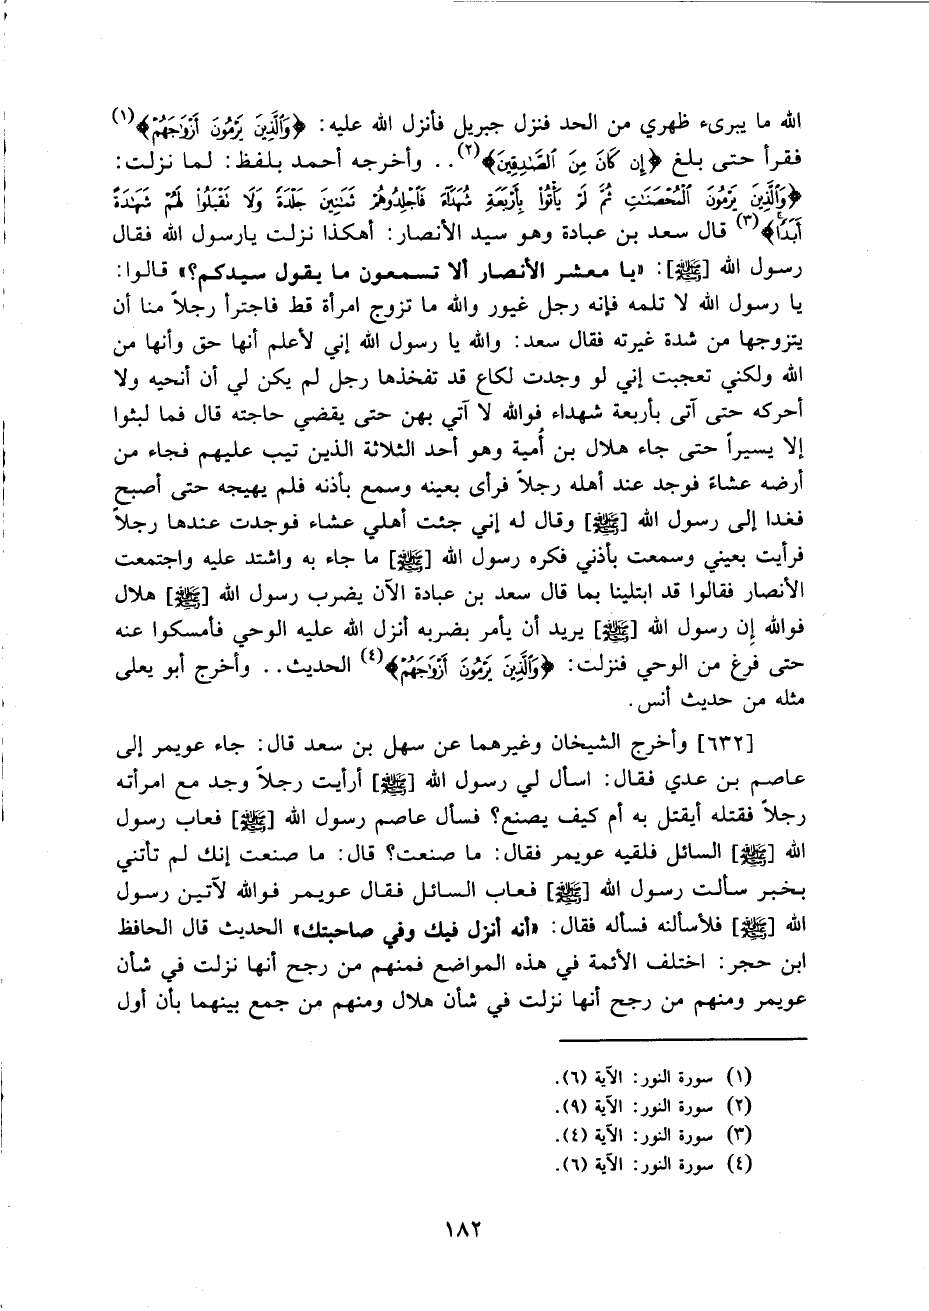 الله ما يبرىء ظهري من الحد فنزل جبريل فأنزل الله عليه: ﴿وَالَّذِينَ يَرْمُونَ أَزْوَاجَهُمْ﴾(١)
فقرأ حتى بلغ ﴿إِن كَانَ مِنَ الصَّادِقِينَ﴾(٢).. وأخرجه أحمد بلفظ: لما نزلت:
﴿وَالَّذِينَ يَرْمُونَ الْمُحْصَنَاتِ ثُمَّ لَمْ يَأْتُوا بِأَرْبَعَةِ شُهَدَاءَ فَاجْلِدُوهُمْ ثَمَانِينَ جَلْدَةً وَلَا تَقْبَلُوا لَهُمْ شَهَادَةً
أَبَدًا﴾(٣) قال سعد بن عبادة وهو سيد الأنصار: أهكذا نزلت يارسول الله فقال
رسول الله [ﷺ]: «يا معشر الأنصار ألا تسمعون ما يقول سيدكم؟» قالوا:
يا رسول الله لا تلمه فإنه رجل غيور والله ما تزوج امرأة قط فاجترأ رجلاً منا أن
يتزوجها من شدة غيرته فقال سعد: والله يا رسول الله إني لأعلم أنها حق وأنها من
الله ولكني تعجبت إني لو وجدت لكاع قد تفخذها رجل لم يكن لي أن أنحيه ولا
أحركه حتى آتى بأربعة شهداء فوالله لا آتي بهن حتى يقضي حاجته قال فما لبثوا
إلا يسيراً حتى جاء هلال بن أُمية وهو أحد الثلاثة الذين تيب عليهم فجاء من
أرضه عشاءً فوجد عند أهله رجلاً فرأى بعينه وسمع بأذنه فلم يهيجه حتى أصبح
فغدا إلى رسول الله [ﷺ] وقال له إني جئت أهلي عشاء فوجدت عندها رجلاً
فرأيت بعيني وسمعت بأذني فكره رسول الله [ﷺ] ما جاء به واشتد عليه واجتمعت
الأنصار فقالوا قد ابتلينا بما قال سعد بن عبادة الآن يضرب رسول الله [ﷺ] هلال
فوالله إن رسول الله [ﷺ] يريد أن يأمر بضربه أنزل الله عليه الوحي فأمسكوا عنه
حتى فرغ من الوحي فنزلت: ﴿وَالَّذِينَ يَرْمُونَ أَزْوَاجَهُمْ﴾(٤) الحديث.. وأخرج أبو يعلى
مثله من حديث أنس.
[٦٣٢] وأخرج الشيخان وغيرهما عن سهل بن سعد قال: جاء عويمر إلى
عاصم بن عدي فقال: اسأل لي رسول الله [ﷺ] أرأيت رجلاً وجد مع امرأته
رجلاً فقتله أيقتل به أم كيف يصنع؟ فسأل عاصم رسول الله [ﷺ] فعاب رسول
الله [ﷺ] السائل فلقيه عويمر فقال: ما صنعت؟ قال: ما صنعت إنك لم تأتني
بخبر سألت رسول الله [ﷺ] فعاب السائل فقال عويمر فوالله لآتين رسول
الله [ﷺ] فلأسألنه فسأله فقال: «أنه أنزل فيك وفي صاحبتك» الحديث قال الحافظ
ابن حجر: اختلف الأئمة في هذه المواضع فمنهم من رجح أنها نزلت في شأن
عويمر ومنهم من رجح أنها نزلت في شأن هلال ومنهم من جمع بينهما بأن أول
(١) سورة النور: الآية (٦).
(٢) سورة النور: الآية (٩).
(٣) سورة النور: الآية (٤).
(٤) سورة النور: الآية (٦).
١٨٢